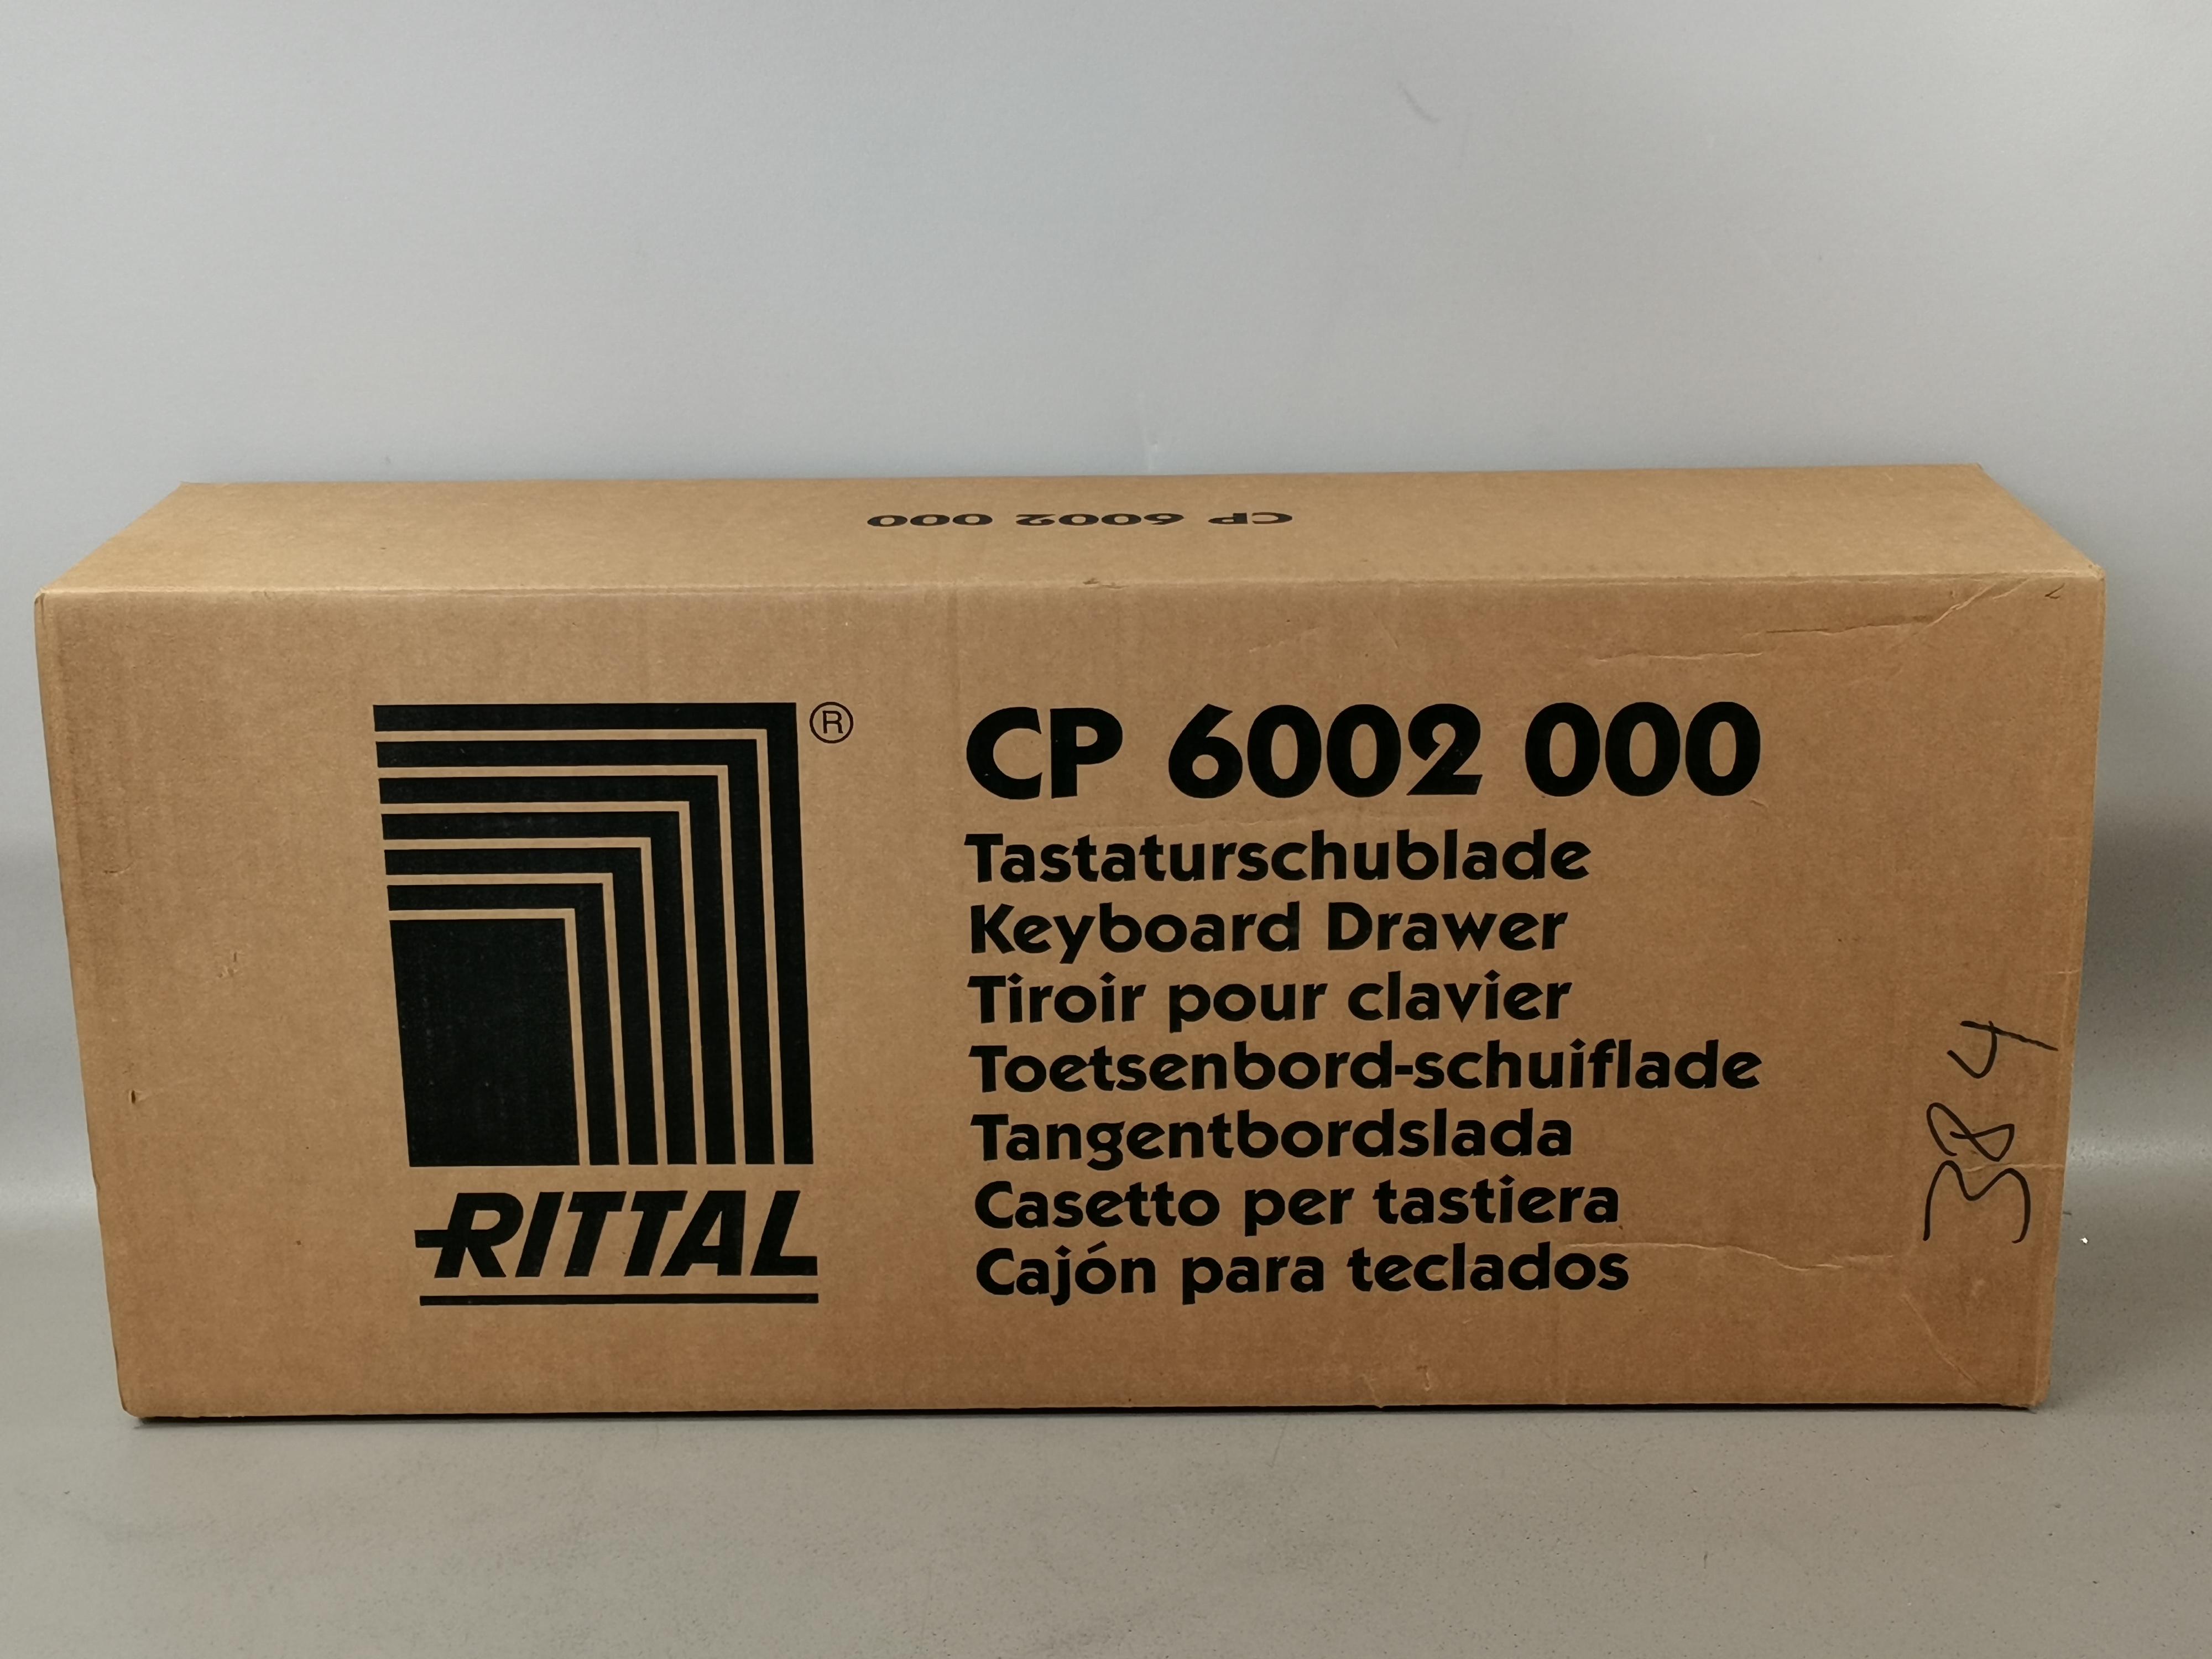 CP 6002 000
®
CP 6002 000
Tastaturschublade
Keyboard Drawer
Tiroir pour clavier
Toetsenbord-schuiflade
Tangentbordslada
Casetto per tastiera
Cajón para teclados
RITTAL
384